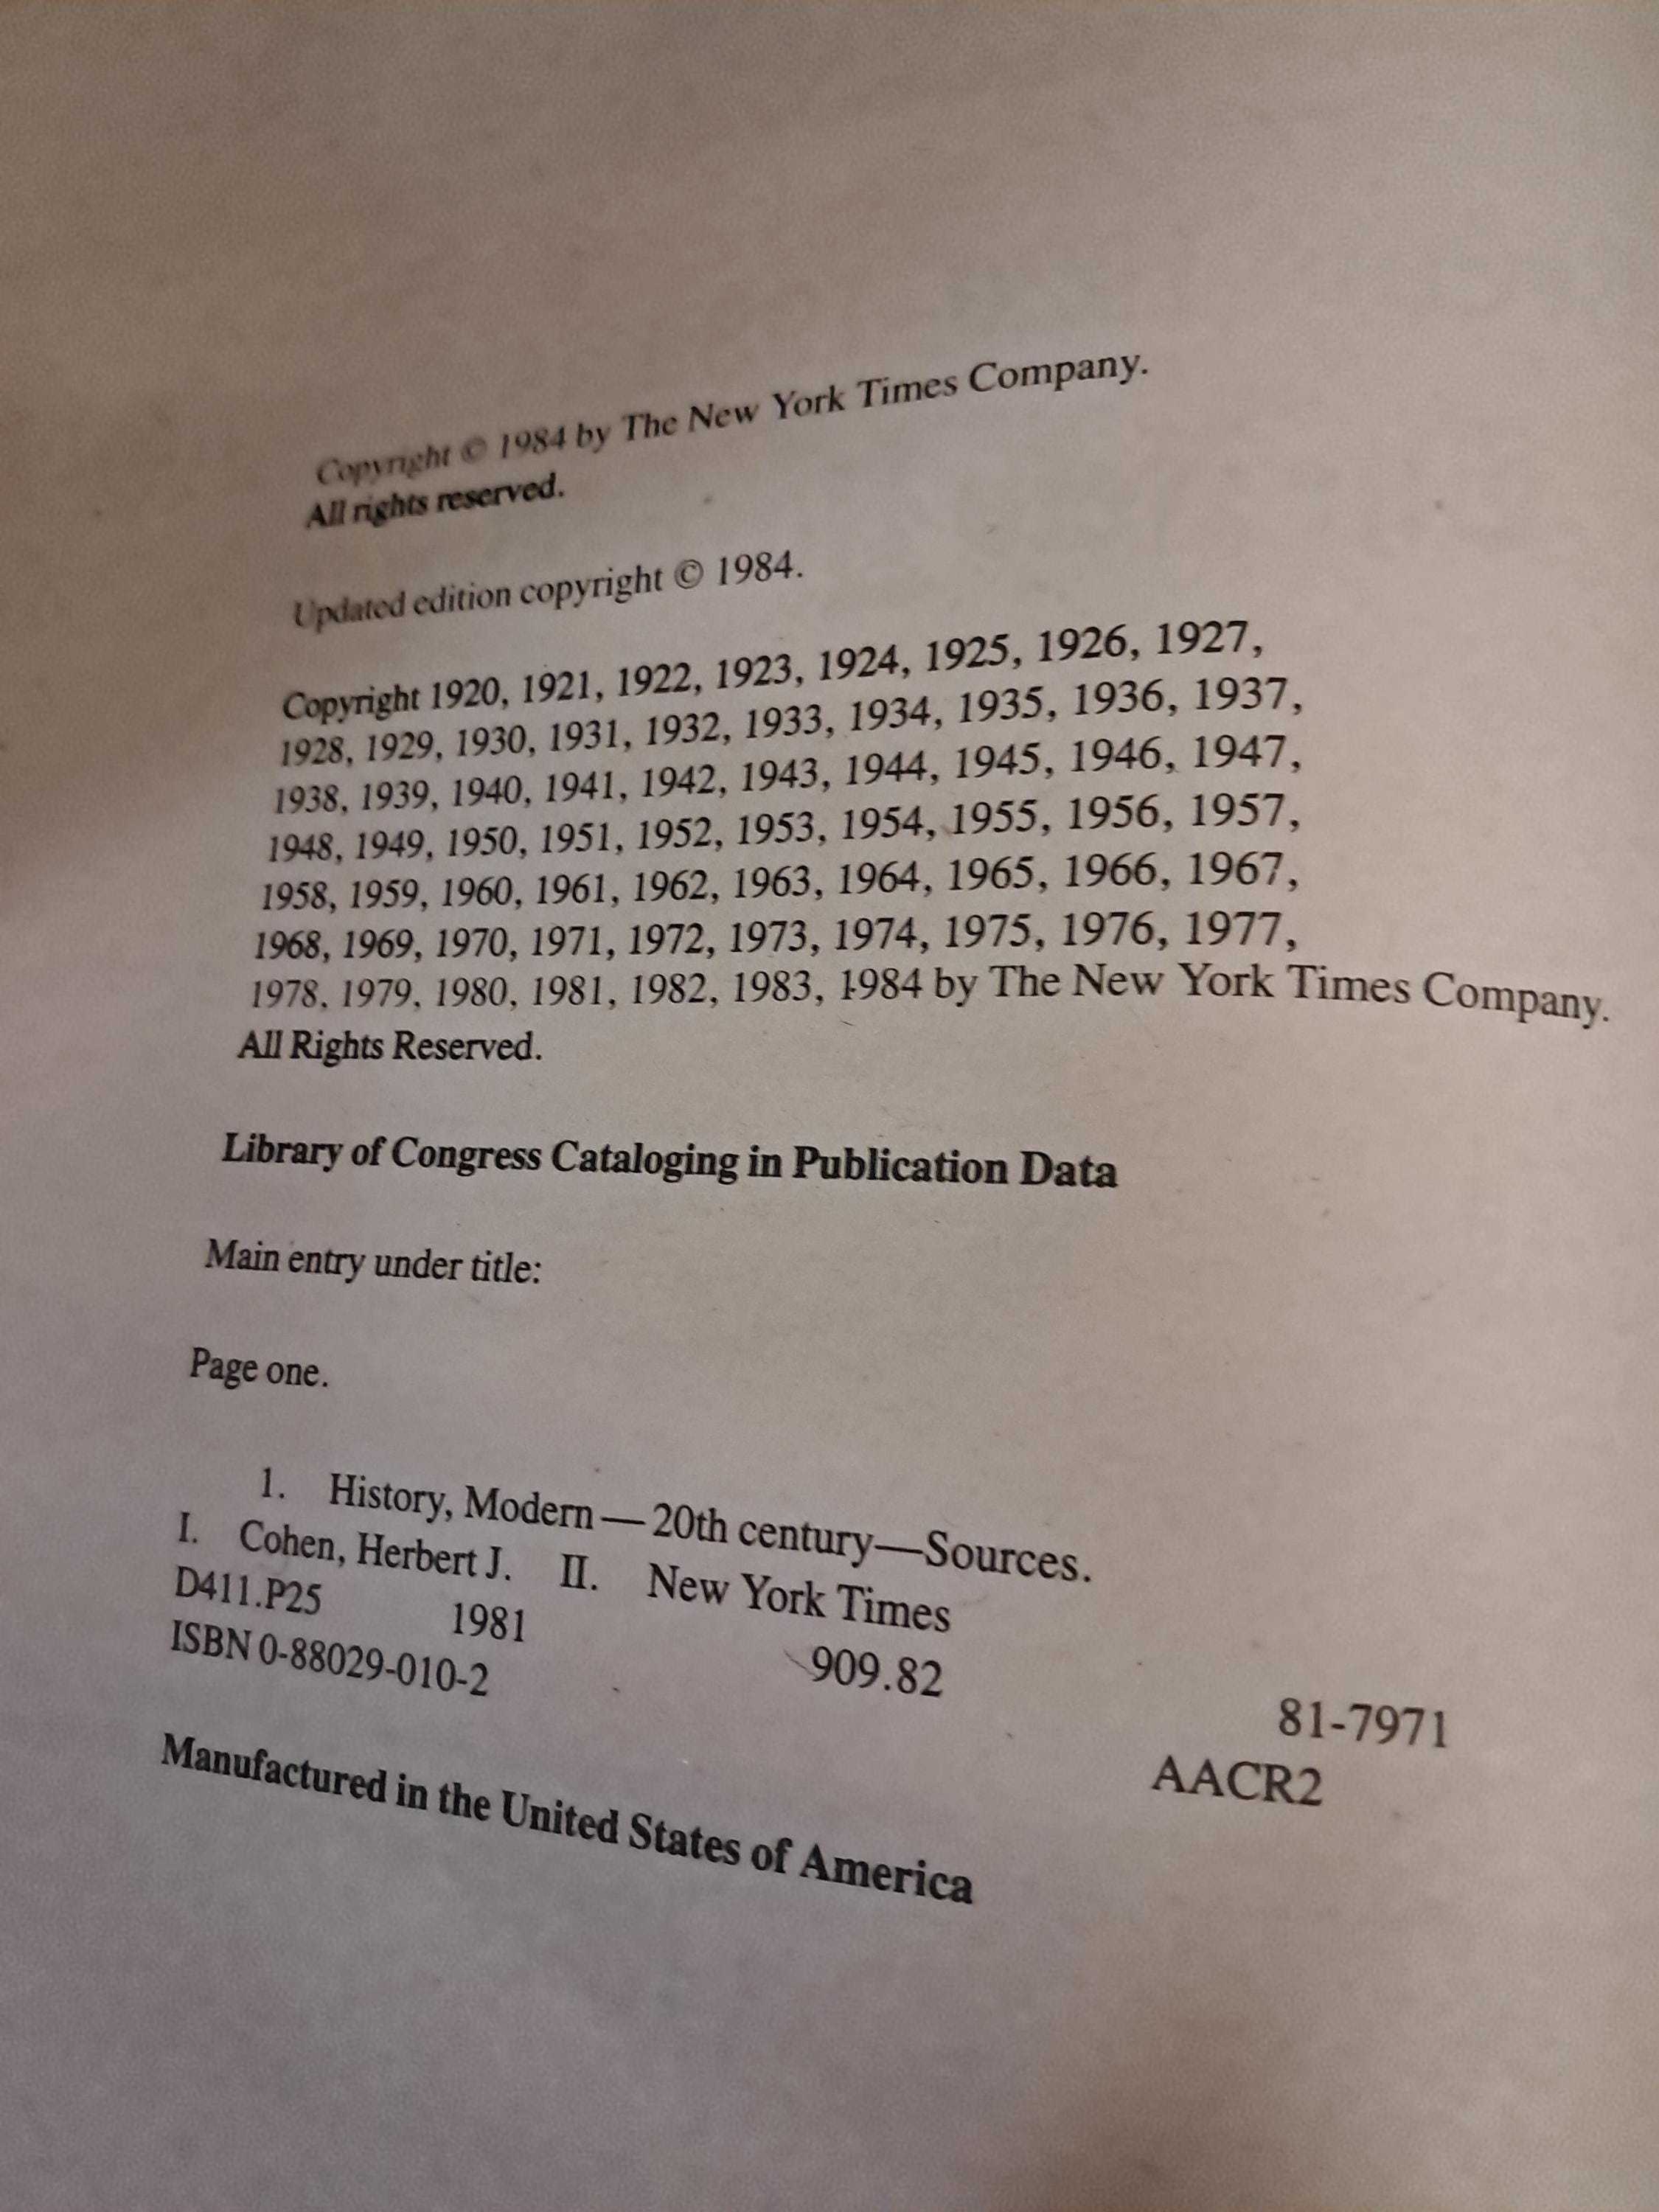 Copyright © 1984 by The New York Times Company.
All rights reserved.
Updated edition copyright © 1984.
Copyright 1920, 1921, 1922, 1923, 1924, 1925, 1926, 1927,
1928, 1929, 1930, 1931, 1932, 1933, 1934, 1935, 1936, 1937,
1938, 1939, 1940, 1941, 1942, 1943, 1944, 1945, 1946, 1947,
1948, 1949, 1950, 1951, 1952, 1953, 1954, 1955, 1956, 1957,
1958, 1959, 1960, 1961, 1962, 1963, 1964, 1965, 1966, 1967,
1968, 1969, 1970, 1971, 1972, 1973, 1974, 1975, 1976, 1977,
1978, 1979, 1980, 1981, 1982, 1983, 1984 by The New York Times Company.
All Rights Reserved.
Library of Congress Cataloging in Publication Data
Main entry under title:
Page one.
1. History, Modern—20th century—Sources.
I. Cohen, Herbert J. II. New York Times
D411.P25 1981 909.82 81-7971
ISBN 0-88029-010-2 AACR2
Manufactured in the United States of America